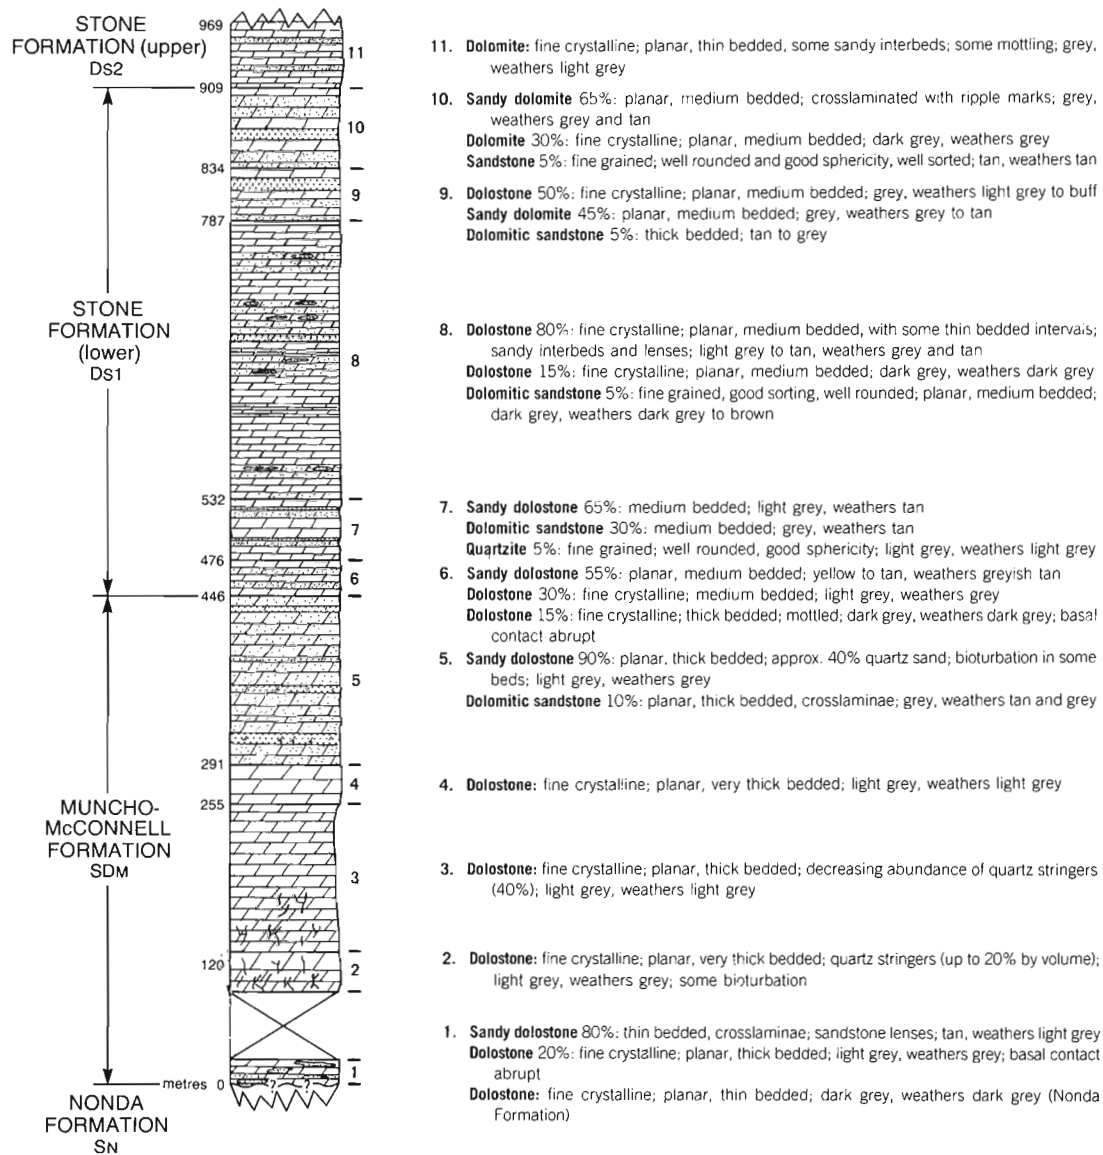 STONE
FORMATION (upper)
Ds2
STONE
FORMATION
(lower)
Ds1
MUNCHO-
McCONNELL
FORMATION
SDM
NONDA
FORMATION
SN
969
909
834
787
532
476
446
291
255
120
metres 0
11
10
9
8
7
6
5
4
3
2
1
? ?
11. Dolomite: fine crystalline; planar, thin bedded, some sandy interbeds; some mottling; grey,
weathers light grey
10. Sandy dolomite 65%: planar, medium bedded; crosslaminated with ripple marks; grey,
weathers grey and tan
Dolomite 30%: fine crystalline; planar, medium bedded; dark grey, weathers grey
Sandstone 5%: fine grained; well rounded and good sphericity, well sorted; tan, weathers tan
9. Dolostone 50%: fine crystalline; planar, medium bedded; grey, weathers light grey to buff
Sandy dolomite 45%: planar, medium bedded; grey, weathers grey to tan
Dolomitic sandstone 5%: thick bedded; tan to grey
8. Dolostone 80%: fine crystalline; planar, medium bedded, with some thin bedded intervals;
sandy interbeds and lenses; light grey to tan, weathers grey and tan
Dolostone 15%: fine crystalline; planar, medium bedded; dark grey, weathers dark grey
Dolomitic sandstone 5%: fine grained, good sorting, well rounded; planar, medium bedded;
dark grey, weathers dark grey to brown
7. Sandy dolostone 65%: medium bedded; light grey, weathers tan
Dolomitic sandstone 30%: medium bedded; grey, weathers tan
Quartzite 5%: fine grained; well rounded, good sphericity; light grey, weathers light grey
6. Sandy dolostone 55%: planar, medium bedded; yellow to tan, weathers greyish tan
Dolostone 30%: fine crystalline; medium bedded; light grey, weathers grey
Dolostone 15%: fine crystalline; thick bedded; mottled; dark grey, weathers dark grey; basal
contact abrupt
5. Sandy dolostone 90%: planar, thick bedded; approx. 40% quartz sand; bioturbation in some
beds; light grey, weathers grey
Dolomitic sandstone 10%: planar, thick bedded, crosslaminae; grey, weathers tan and grey
4. Dolostone: fine crystalline; planar, very thick bedded; light grey, weathers light grey
3. Dolostone: fine crystalline; planar, thick bedded; decreasing abundance of quartz stringers
(40%); light grey, weathers light grey
2. Dolostone: fine crystalline; planar, very thick bedded; quartz stringers (up to 20% by volume);
light grey, weathers grey; some bioturbation
1. Sandy dolostone 80%: thin bedded, crosslaminae; sandstone lenses; tan, weathers light grey
Dolostone 20%: fine crystalline; planar, thick bedded; light grey, weathers grey; basal contact
abrupt
Dolostone: fine crystalline; planar, thin bedded; dark grey, weathers dark grey (Nonda
Formation)